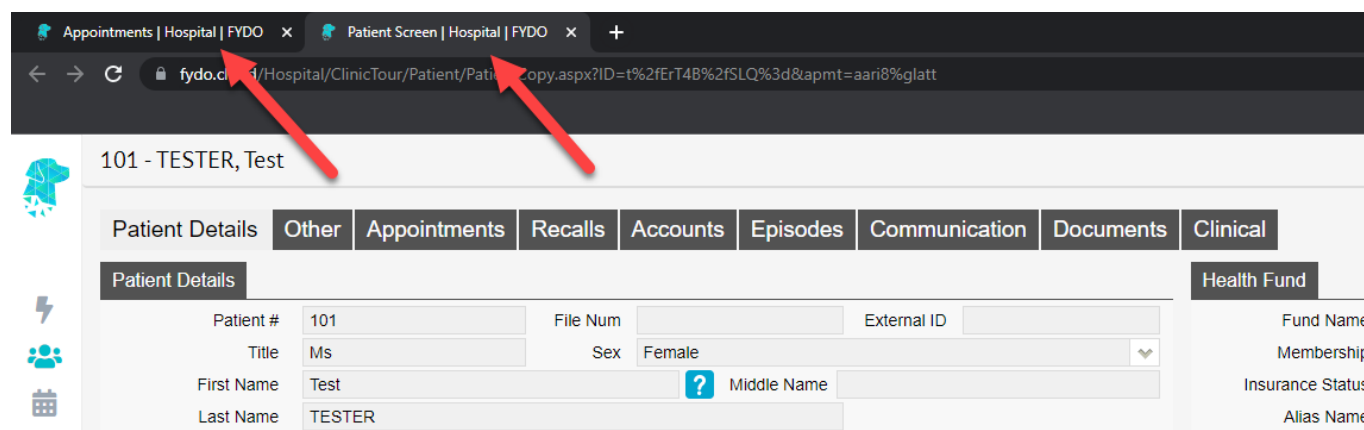 Appointments | Hospital | FYDO × Patient Screen | Hospital | FYDO × +
/Hospital/ClinicTour/Patient/ opy.aspx?ID=t%2fErT4B%2fSLQ%3d&apmt=aari8%glatt
101 - TESTER, Test
Patient Details Other Appointments Recalls Accounts Episodes Communication Documents Clinical
Patient Details Health Fund
Patient # 101 File Num External ID Fund Name
Title Ms Sex Female Membership
First Name Test ? Middle Name Insurance Status
Last Name TESTER Alias Name